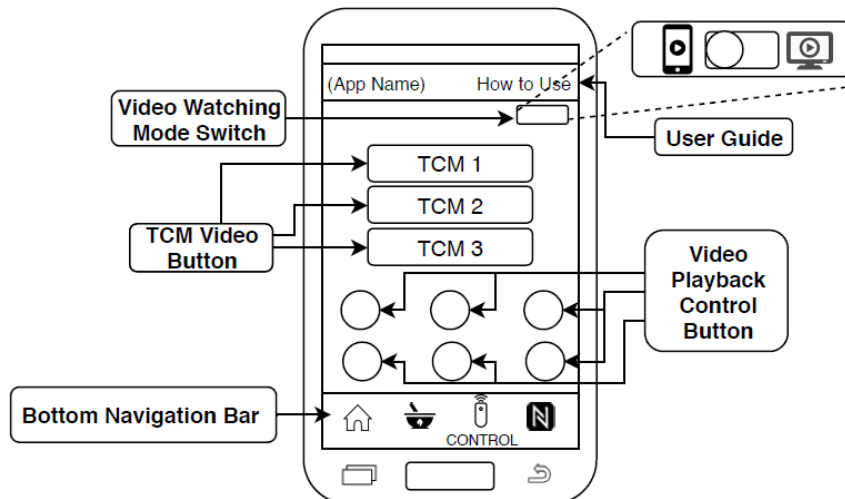 (App Name) How to Use
Video Watching
Mode Switch
User Guide
TCM 1
TCM 2
TCM 3
TCM Video
Button
Video
Playback
Control
Button
Bottom Navigation Bar
N
CONTROL